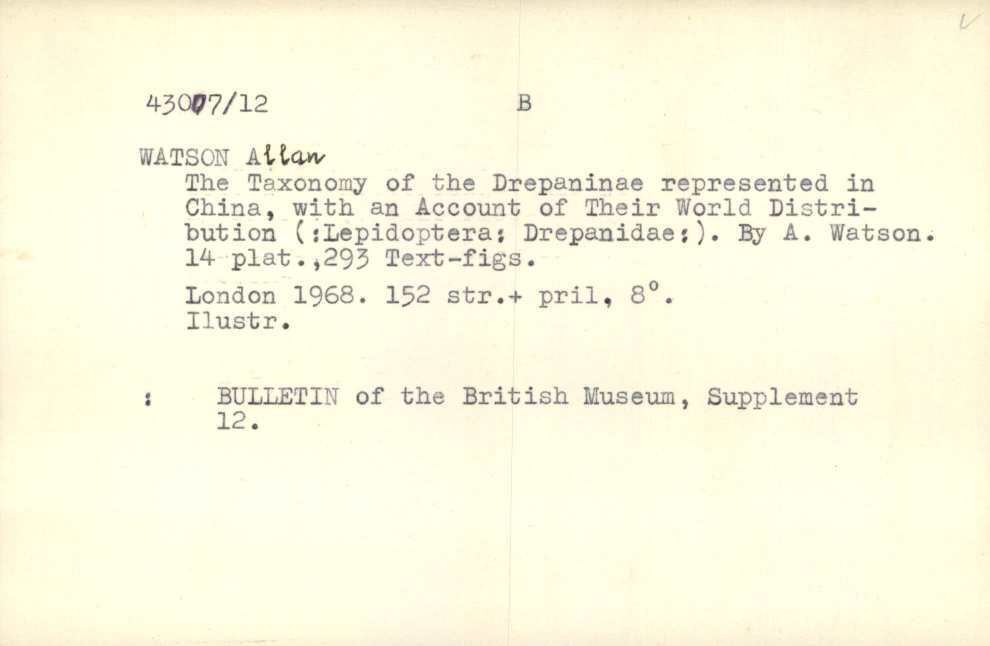 43007/12 B
WATSON Allan
The Taxonomy of the Drepaninae represented in
China, with an Account of Their World Distri-
bution (:Lepidoptera: Drepanidae:). By A. Watson.
14 plat.,293 Text-figs.
London 1968. 152 str.+ pril, 8°.
Ilustr.
: BULLETIN of the British Museum, Supplement
12.